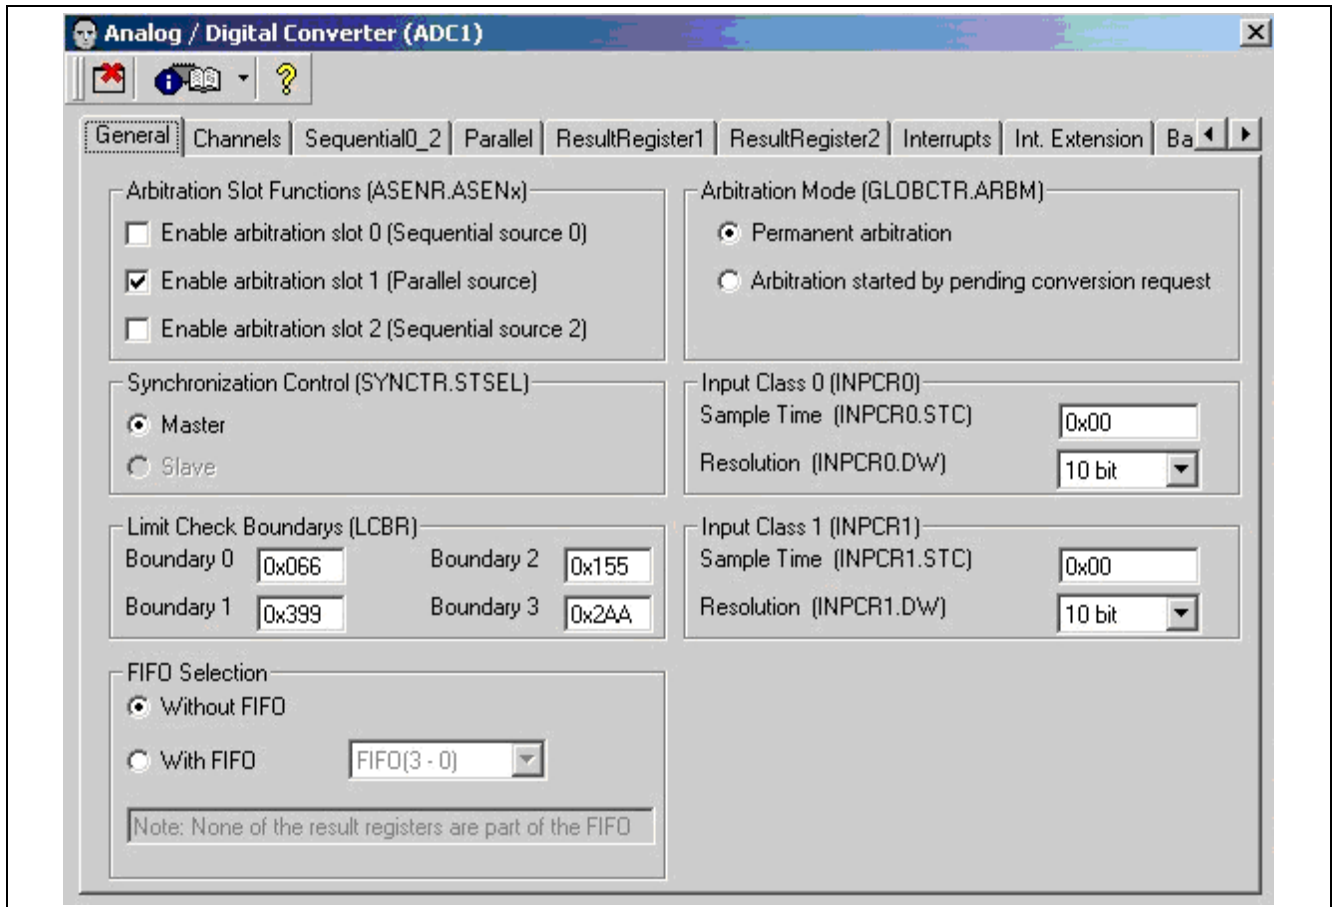 Analog / Digital Converter (ADC1)
General Channels Sequential0_2 Parallel ResultRegister1 ResultRegister2 Interrupts Int. Extension Ba
Arbitration Slot Functions (ASENR.ASENx)
Enable arbitration slot 0 (Sequential source 0)
Enable arbitration slot 1 (Parallel source)
Enable arbitration slot 2 (Sequential source 2)
Arbitration Mode (GLOBCTR.ARBM)
Permanent arbitration
Arbitration started by pending conversion request
Synchronization Control (SYNCTR.STSEL)
Master
Slave
Input Class 0 (INPCR0)
Sample Time (INPCR0.STC) 0x00
Resolution (INPCR0.DW) 10 bit
Limit Check Boundarys (LCBR)
Boundary 0 0x066 Boundary 2 0x155
Boundary 1 0x399 Boundary 3 0x2AA
Input Class 1 (INPCR1)
Sample Time (INPCR1.STC) 0x00
Resolution (INPCR1.DW) 10 bit
FIFO Selection
Without FIFO
With FIFO FIFO(3 - 0)
Note: None of the result registers are part of the FIFO